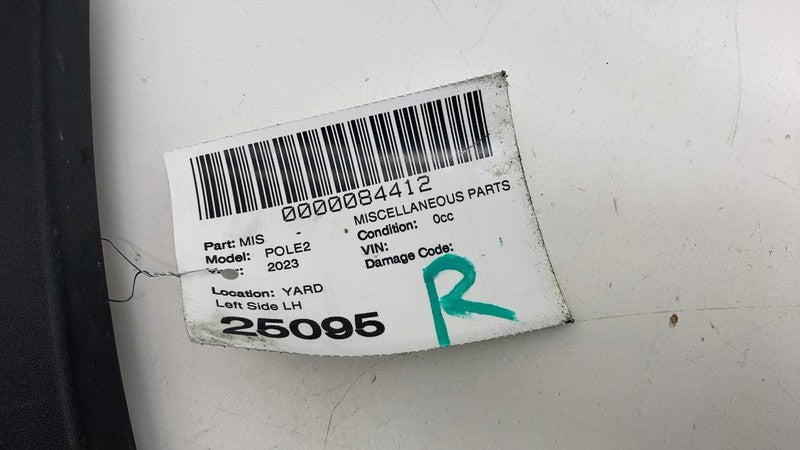 0000084412
Part: MIS - MISCELLANEOUS PARTS
Model: POLE2 Condition: 0cc
: 2023 VIN:
Damage Code:
Location: YARD
Left Side LH
25095
R